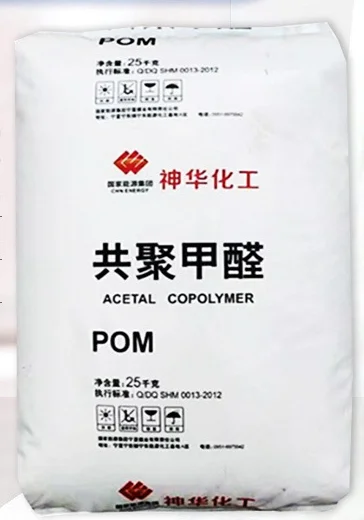 POM
净含量：25千克
执行标准：Q/DQ SHM 0013-2012
国家能源集团
CHN ENERGY
神华化工
共聚甲醛
ACETAL COPOLYMER
POM
净含量：25千克
执行标准：Q/DQ SHM 0013-2012
神华化工